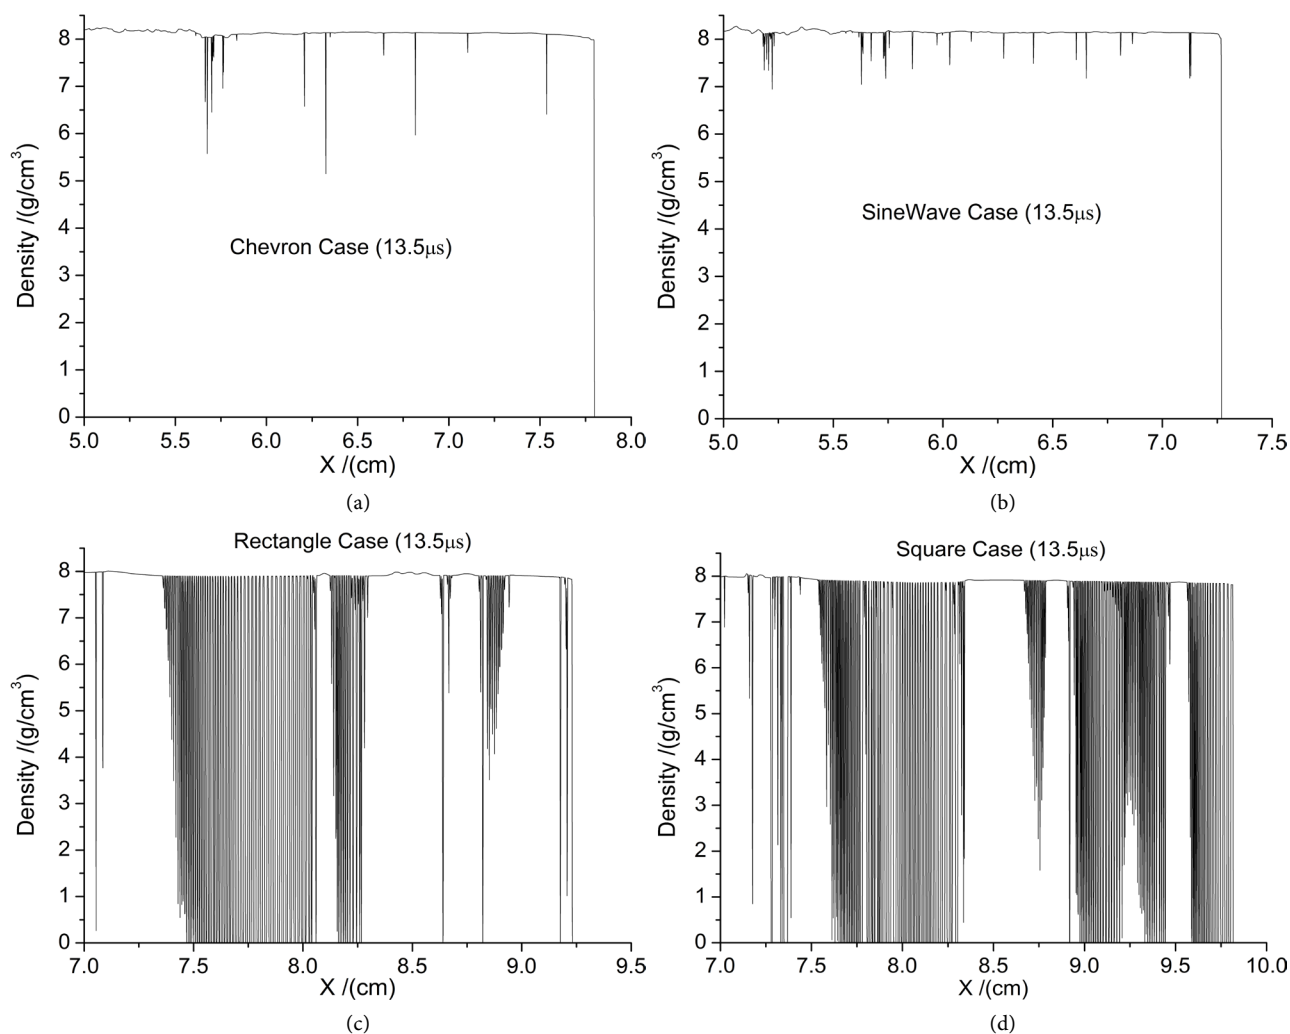 8
7
6
5
4
3
2
1
0
Density /(g/cm³)
Chevron Case (13.5μs)
5.0 5.5 6.0 6.5 7.0 7.5 8.0
X /(cm)
(a)
8
7
6
5
4
3
2
1
0
Density /(g/cm³)
SineWave Case (13.5μs)
5.0 5.5 6.0 6.5 7.0 7.5
X /(cm)
(b)
Rectangle Case (13.5μs)
8
7
6
5
4
3
2
1
0
Density /(g/cm³)
7.0 7.5 8.0 8.5 9.0 9.5
X /(cm)
(c)
Square Case (13.5μs)
8
7
6
5
4
3
2
1
0
Density /(g/cm³)
7.0 7.5 8.0 8.5 9.0 9.5 10.0
X /(cm)
(d)